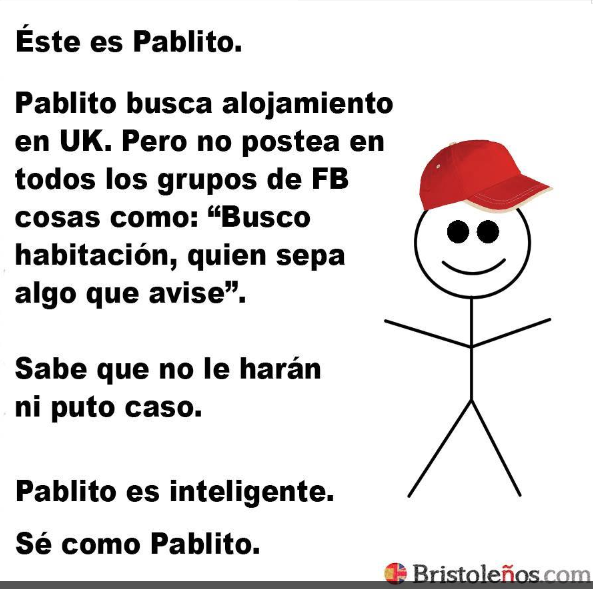 Éste es Pablito.
Pablito busca alojamiento
en UK. Pero no postea en
todos los grupos de FB
cosas como: “Busco
habitación, quien sepa
algo que avise”.
Sabe que no le harán
ni puto caso.
Pablito es inteligente.
Sé como Pablito.
Bristoleños.com